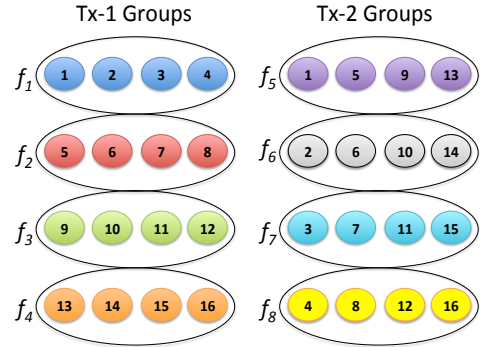 Tx-1 Groups Tx-2 Groups
f1 1 2 3 4 f5 1 5 9 13
f2 5 6 7 8 f6 2 6 10 14
f3 9 10 11 12 f7 3 7 11 15
f4 13 14 15 16 f8 4 8 12 16